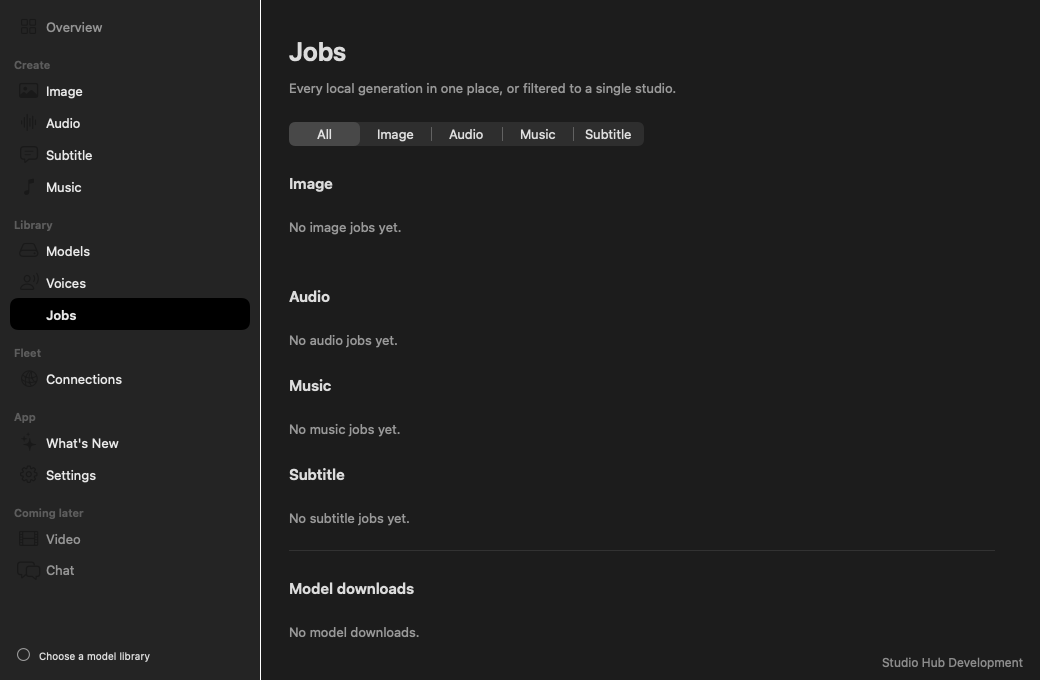 Overview
Create
Image
Audio
Subtitle
Music
Library
Models
Voices
Jobs
Fleet
Connections
App
What's New
Settings
Coming later
Video
Chat
Choose a model library
Jobs
Every local generation in one place, or filtered to a single studio.
All Image Audio Music Subtitle
Image
No image jobs yet.
Audio
No audio jobs yet.
Music
No music jobs yet.
Subtitle
No subtitle jobs yet.
Model downloads
No model downloads.
Studio Hub Development